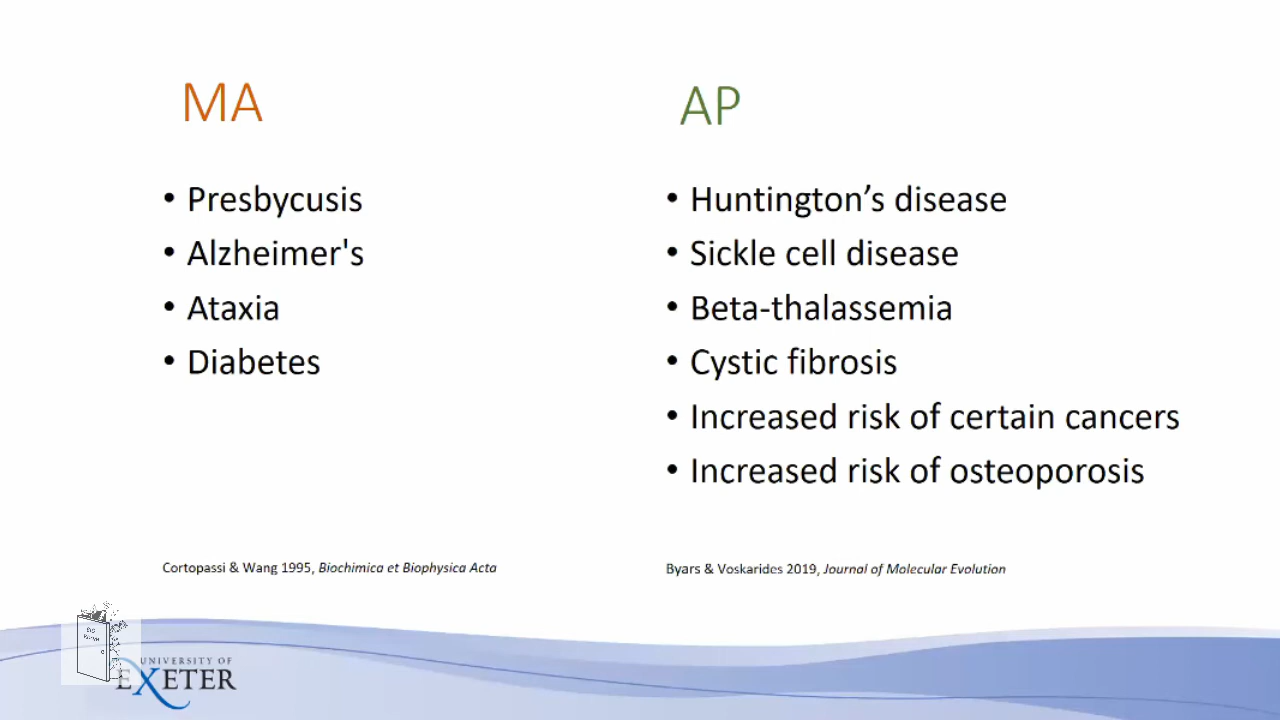 MA
• Presbycusis
• Alzheimer's
• Ataxia
• Diabetes
Cortopassi & Wang 1995, Biochimica et Biophysica Acta
AP
• Huntington’s disease
• Sickle cell disease
• Beta-thalassemia
• Cystic fibrosis
• Increased risk of certain cancers
• Increased risk of osteoporosis
Byars & Voskarides 2019, Journal of Molecular Evolution
UNIVERSITY OF
EXETER